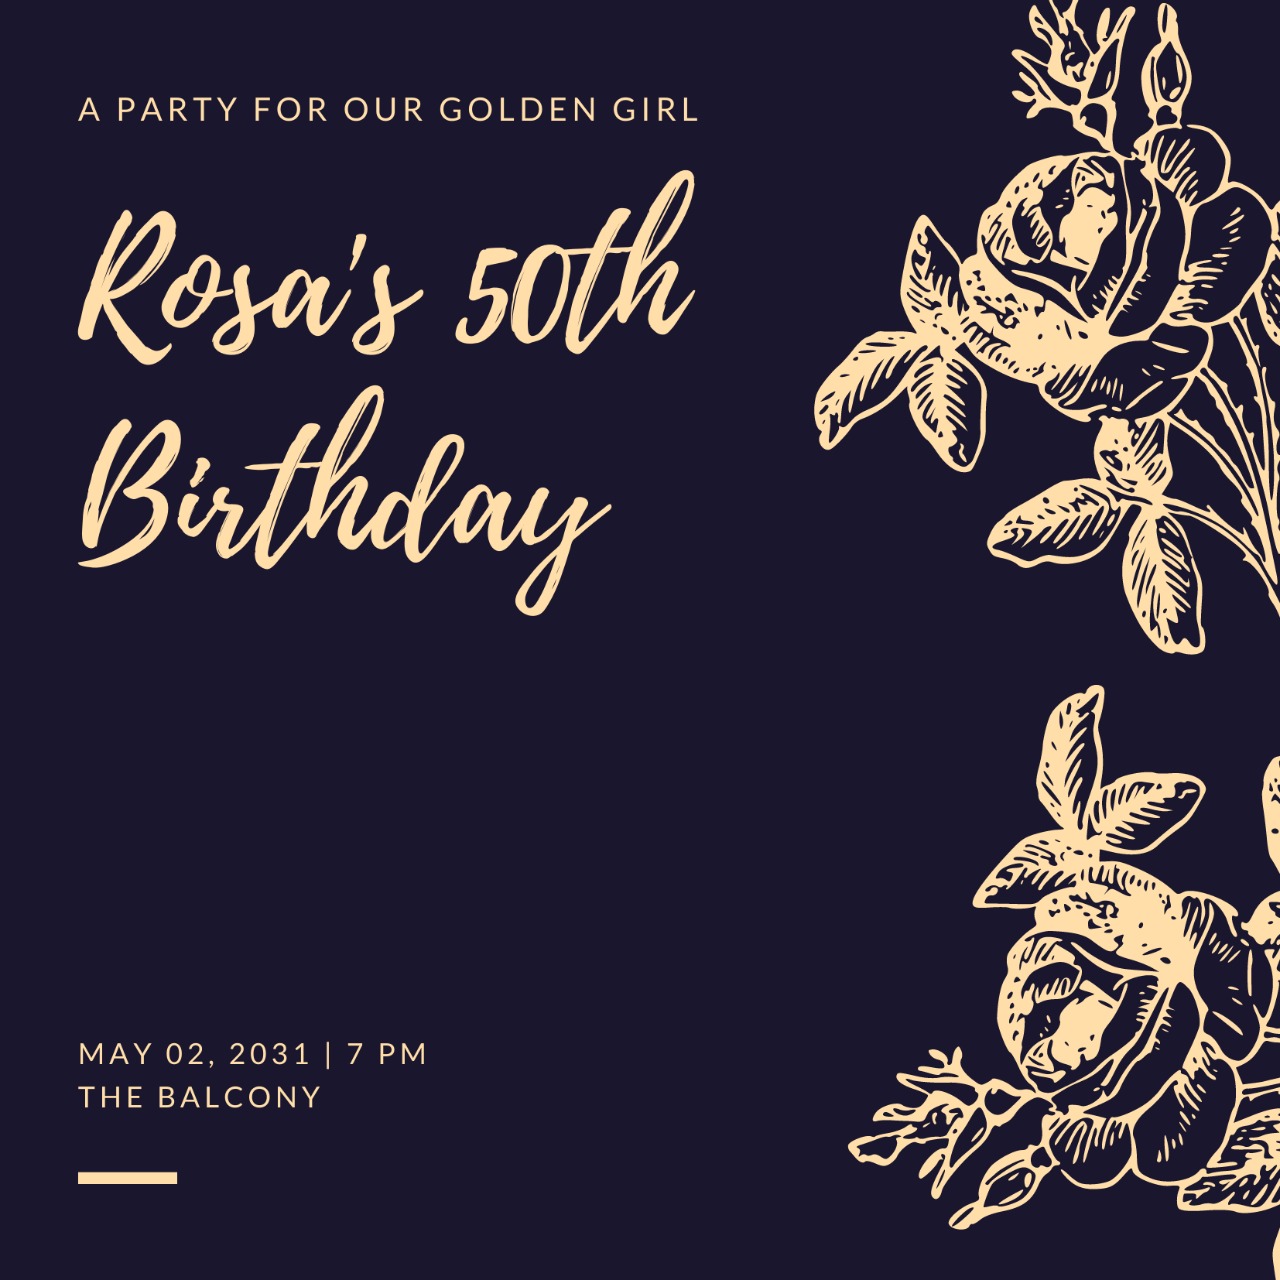 A PARTY FOR OUR GOLDEN GIRL
Rosa's 50th
Birthday
MAY 02, 2031 | 7 PM
THE BALCONY